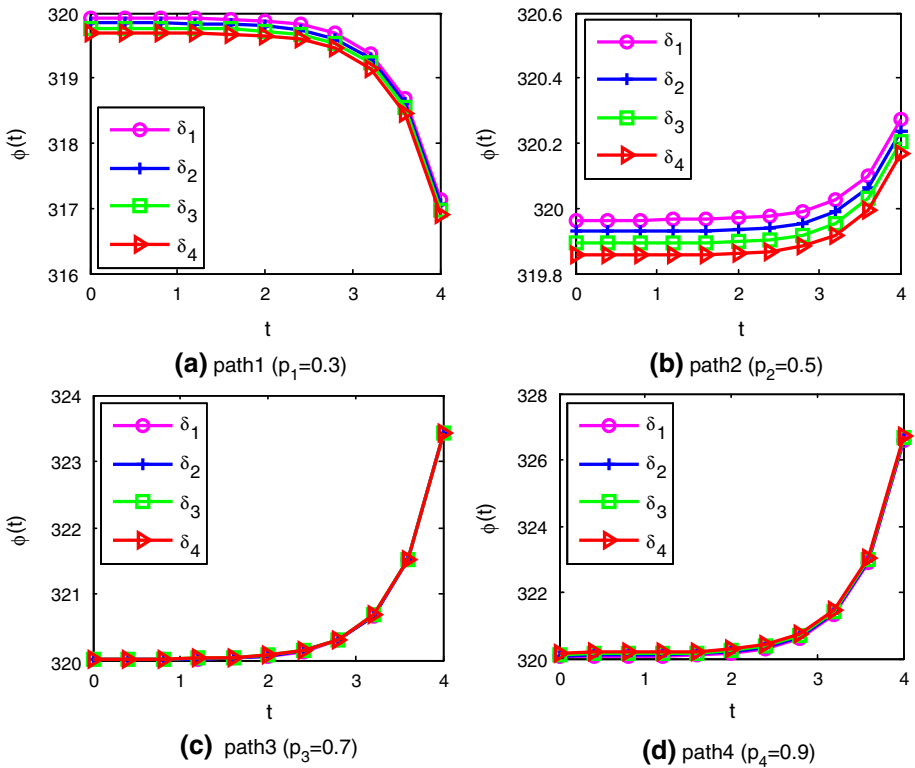 320
319
318
317
316
ϕ(t)
δ1
δ2
δ3
δ4
0 1 2 3 4
t
(a) path1 (p1=0.3)
320.6
320.4
320.2
320
319.8
ϕ(t)
δ1
δ2
δ3
δ4
0 1 2 3 4
t
(b) path2 (p2=0.5)
324
323
322
321
320
ϕ(t)
δ1
δ2
δ3
δ4
0 1 2 3 4
t
(c) path3 (p3=0.7)
328
326
324
322
320
ϕ(t)
δ1
δ2
δ3
δ4
0 1 2 3 4
t
(d) path4 (p4=0.9)